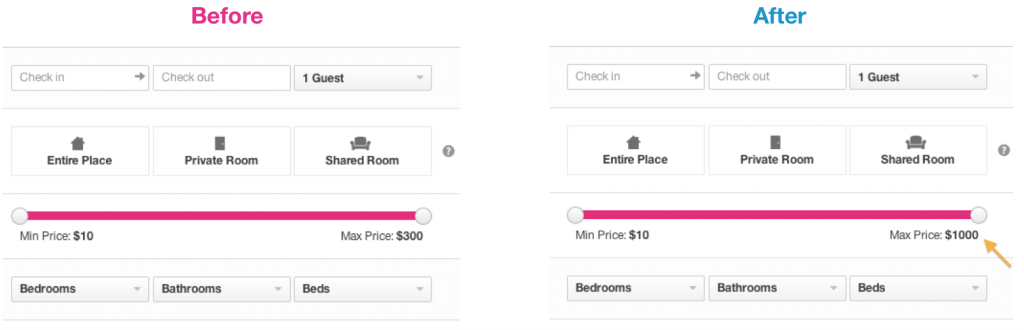 Before
Check in
Check out
1 Guest
Entire Place
Private Room
Shared Room
?
Min Price: $10
Max Price: $300
Bedrooms
Bathrooms
Beds
After
Check in
Check out
1 Guest
Entire Place
Private Room
Shared Room
?
Min Price: $10
Max Price: $1000
Bedrooms
Bathrooms
Beds